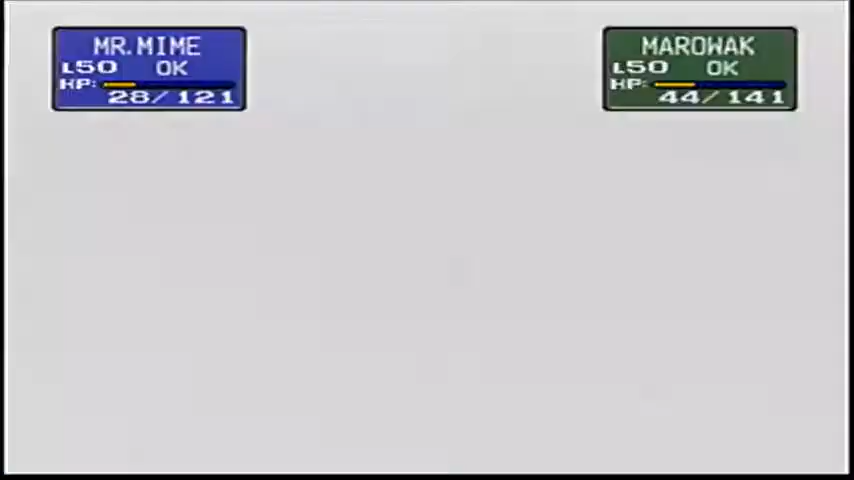 MR.MIME
L50 OK
HP:
28/121
MAROWAK
L50 OK
HP:
44/141